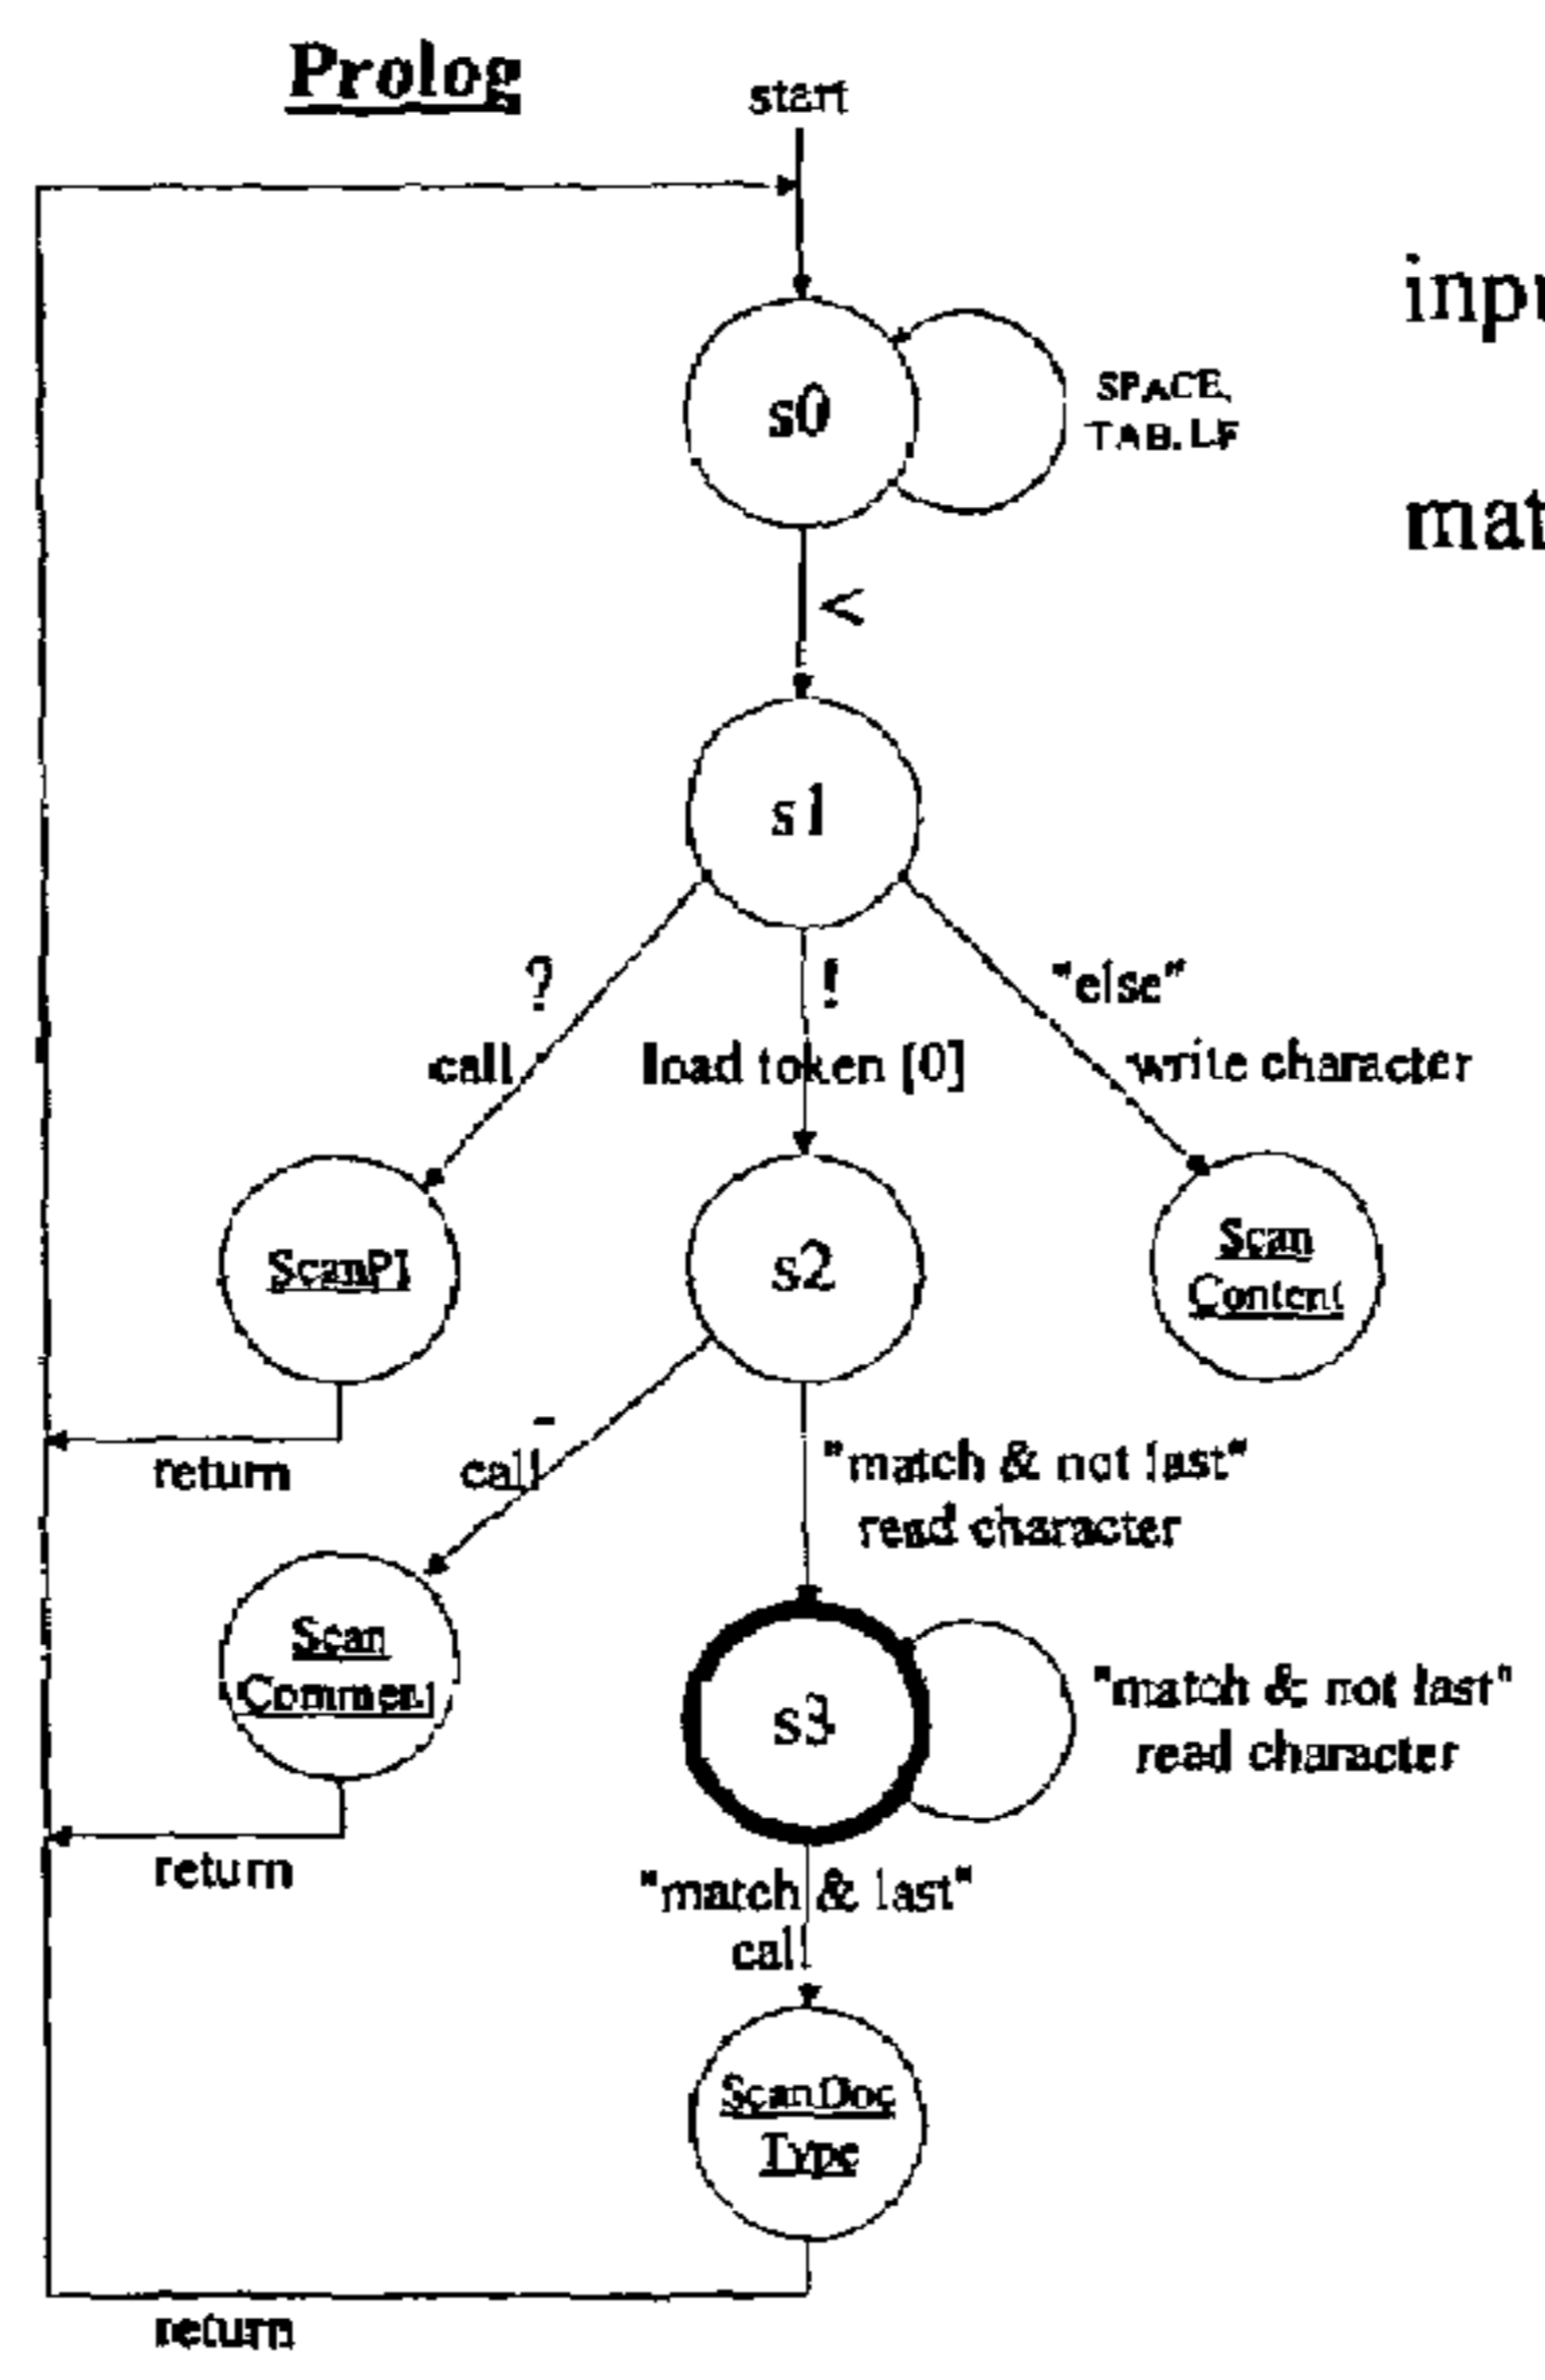 Prolog
start
inpu
s0
SPACE,
TAB, LF
mat
<
s1
?
!
"else"
call
load token [0]
write character
ScanPI
s2
Scan
Content
-
call
"match & not last"
read character
return
Scan
Comment
s3
"match & not last"
read character
return
"match & last"
call
ScanDoc
Type
return